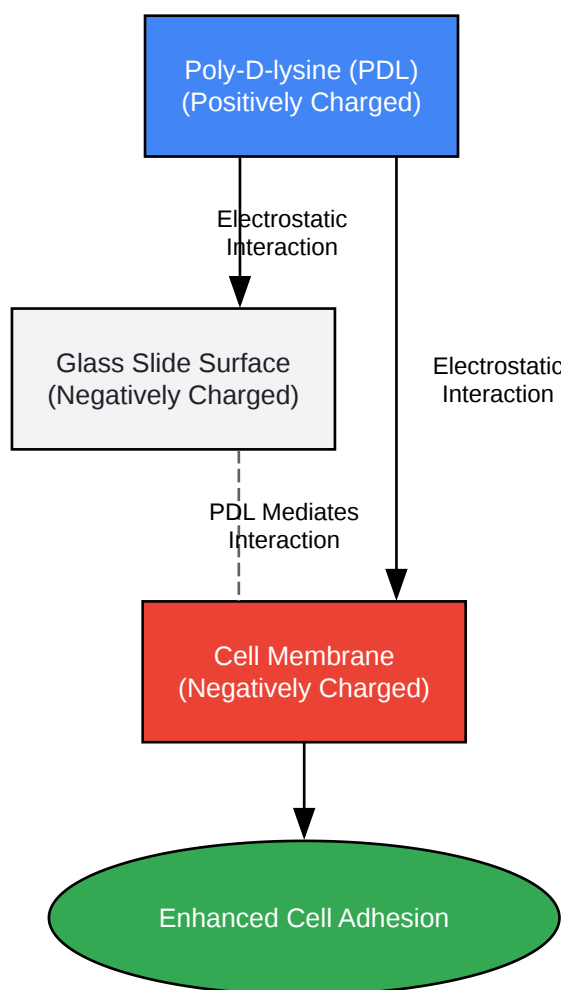 Poly-D-lysine (PDL)
(Positively Charged)
Electrostatic
Interaction
Glass Slide Surface
(Negatively Charged)
Electrostatic
Interaction
PDL Mediates
Interaction
Cell Membrane
(Negatively Charged)
Enhanced Cell Adhesion